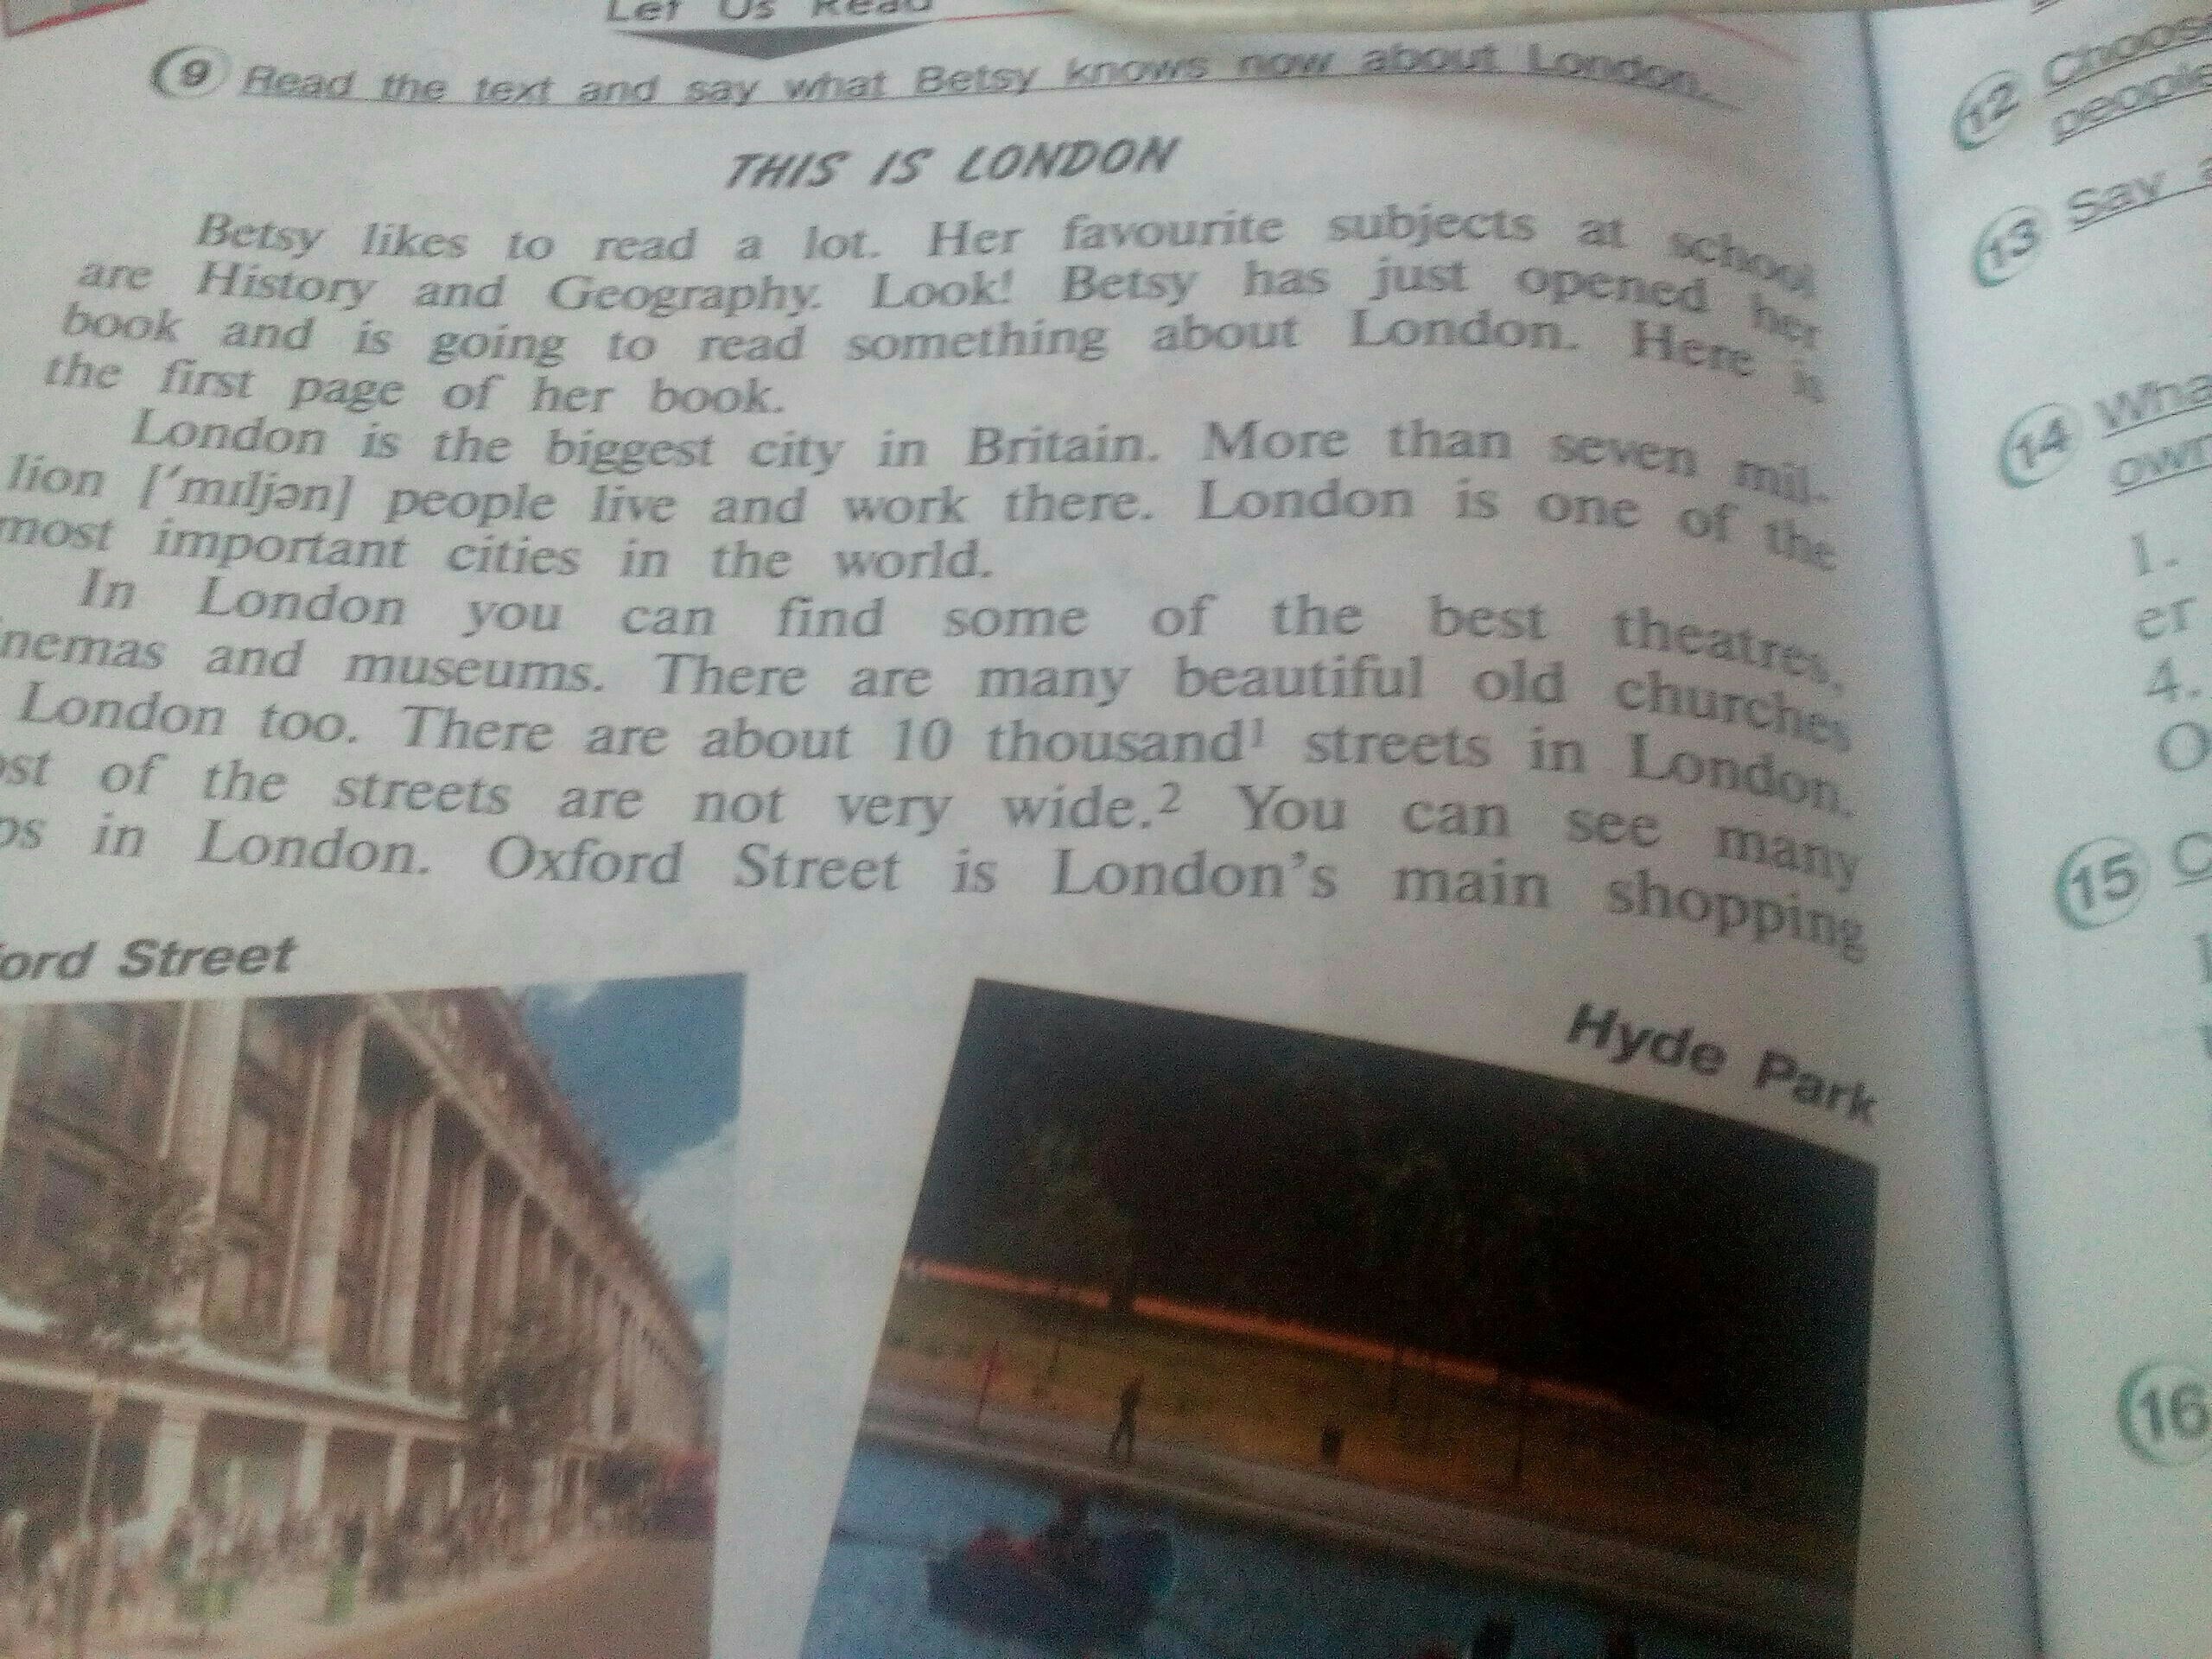 Let Us Read
9 Read the text and say what Betsy knows now about London.
THIS IS LONDON
Betsy likes to read a lot. Her favourite subjects at school
are History and Geography. Look! Betsy has just opened her
book and is going to read something about London. Here is
the first page of her book.
London is the biggest city in Britain. More than seven mil-
lion [ˈmɪljən] people live and work there. London is one of the
most important cities in the world.
In London you can find some of the best theatres,
nemas and museums. There are many beautiful old churches
London too. There are about 10 thousand¹ streets in London.
ost of the streets are not very wide.² You can see many
ps in London. Oxford Street is London's main shopping
ord Street
Hyde Park
12 Choos
people
13 Say
14 Wha
own
1.
er
4.
O
15 C
16